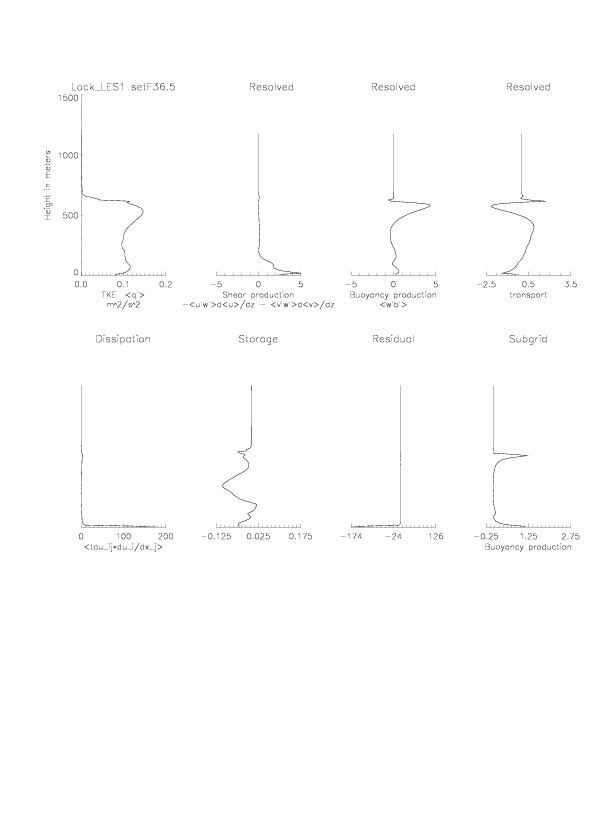 Lock_LES1 setF36.5 Resolved Resolved Resolved
1500
1000
500
0
Height in meters
0.0 0.1 0.2 −5 0 5 −5 0 5 −2.5 0.5 3.5
TKE <q'> Shear production Buoyancy production transport
m^2/s^2 −<u'w'>d<u>/dz − <v'w'>d<v>/dz <w'b'>
Dissipation Storage Residual Subgrid
0 100 200 −0.125 0.025 0.175 −174 −24 126 −0.25 1.25 2.75
<tau_ij*du_i/dx_j> Buoyancy production